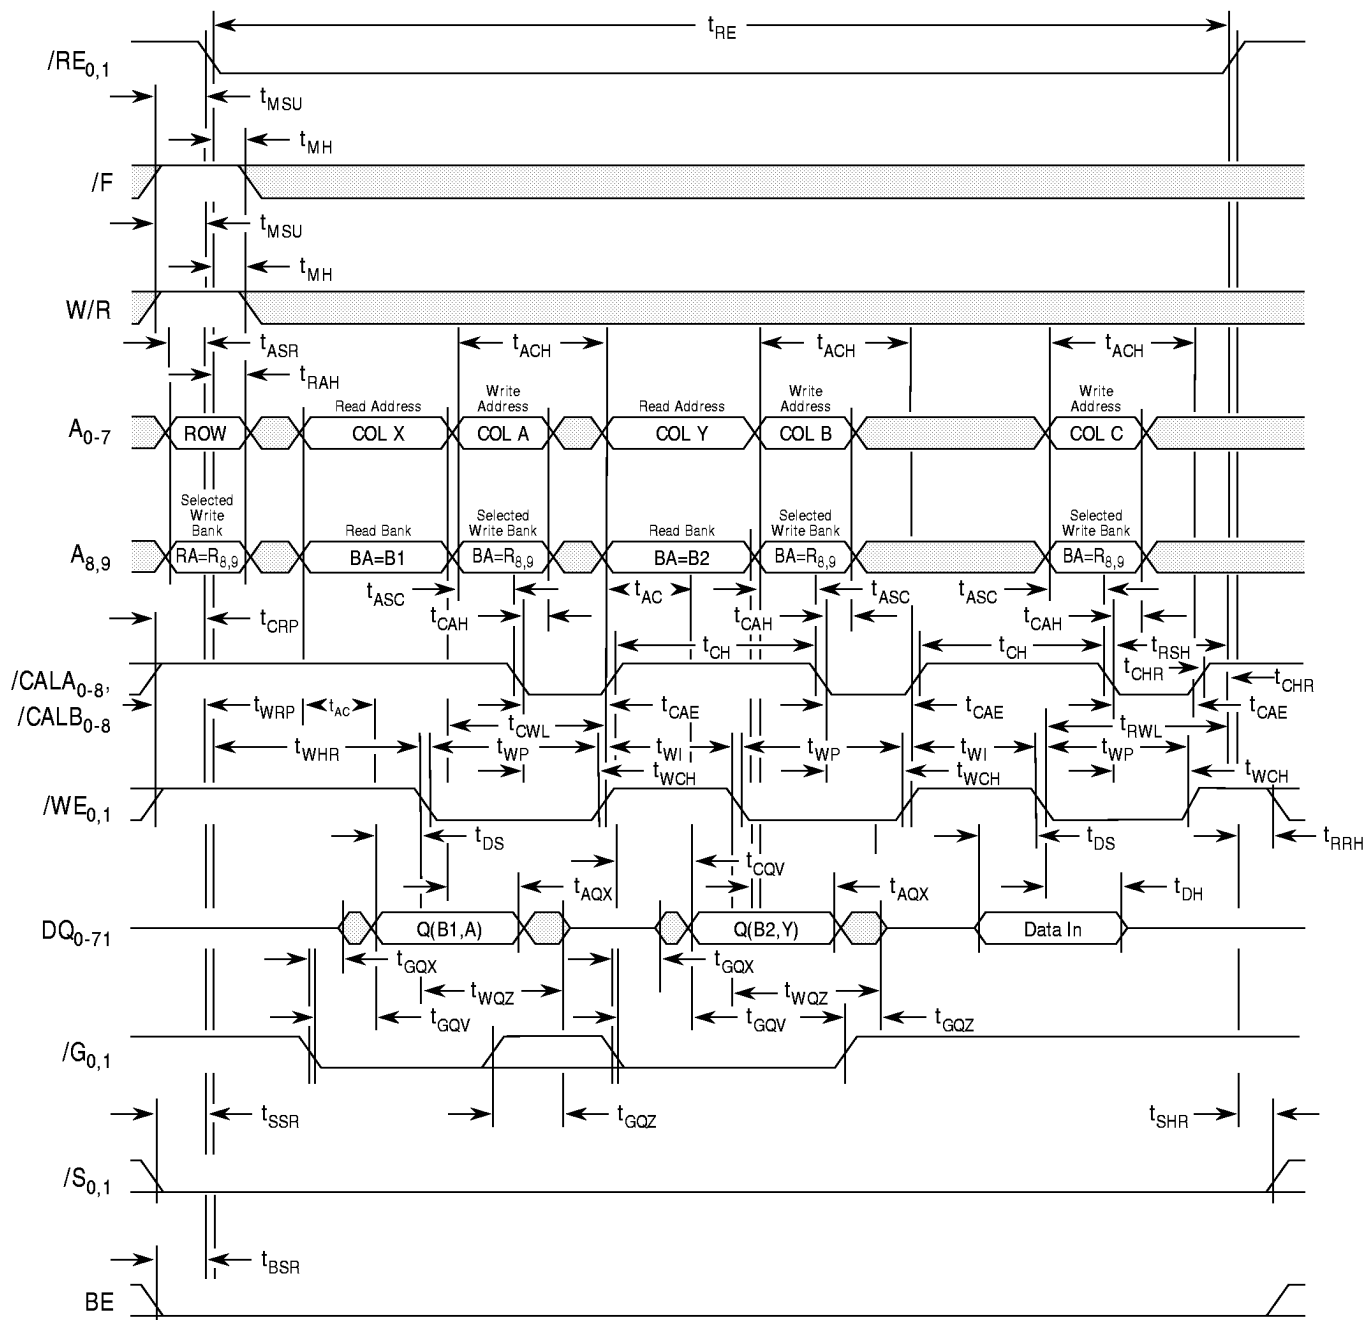 tRE
/RE0,1
tMSU
tMH
/F
tMSU
tMH
W/R
tASR
tACH
tACH
tACH
tRAH
Read Address
Write Address
Read Address
Write Address
Write Address
A0-7
ROW
COL X
COL A
COL Y
COL B
COL C
Selected Write Bank
Read Bank
Selected Write Bank
Read Bank
Selected Write Bank
Selected Write Bank
A8,9
RA=R8,9
BA=B1
BA=R8,9
BA=B2
BA=R8,9
BA=R8,9
tASC
tAC
tASC
tASC
tCRP
tCAH
tCAH
tCAH
tCH
tCH
tRSH
/CALA0-8,
/CALB0-8
tCHR
tCHR
tWRP
tAC
tCAE
tCAE
tCAE
tCWL
tRWL
tWHR
tWP
tWI
tWP
tWI
tWP
tWCH
tWCH
tWCH
/WE0,1
tDS
tDS
tRRH
tCQV
tAQX
tAQX
tDH
DQ0-71
Q(B1,A)
Q(B2,Y)
Data In
tGQX
tGQX
tWQZ
tWQZ
tGQV
tGQV
tGQZ
/G0,1
tSSR
tGQZ
tSHR
/S0,1
tBSR
BE